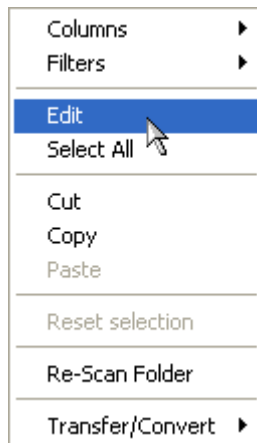 Columns
Filters
Edit
Select All
Cut
Copy
Paste
Reset selection
Re-Scan Folder
Transfer/Convert